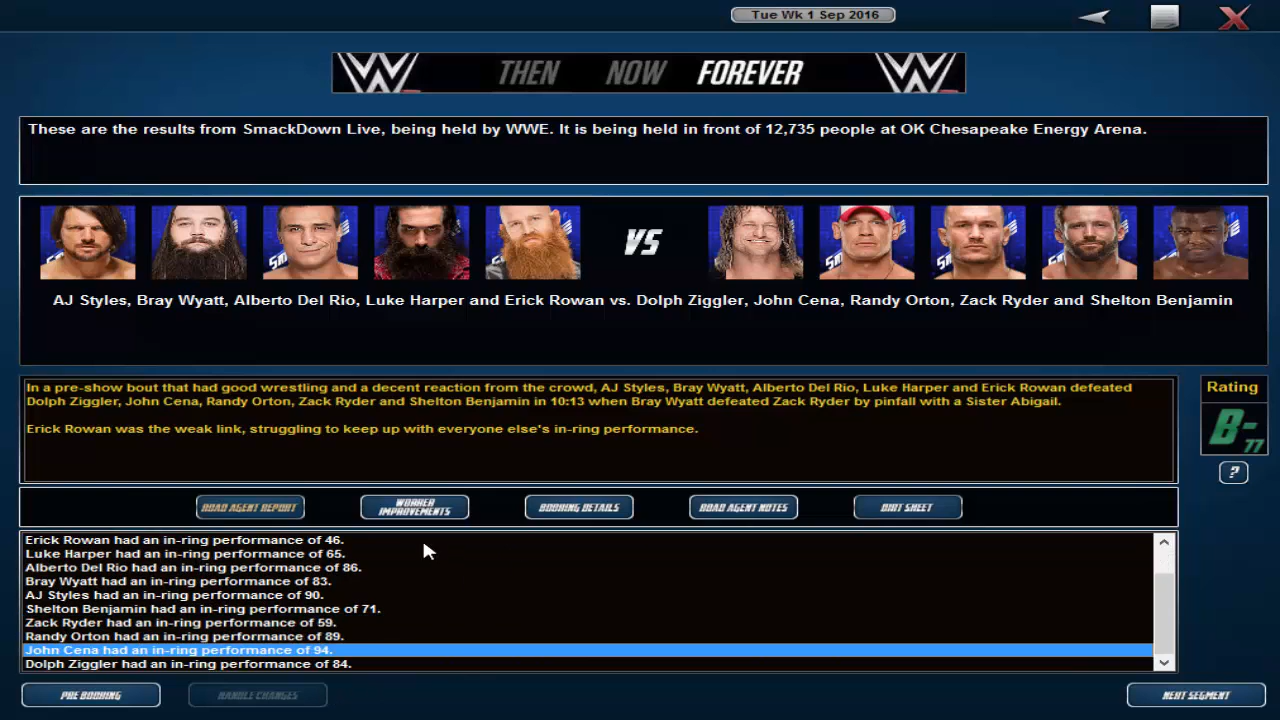 Tue Wk 1 Sep 2016
THEN NOW FOREVER
These are the results from SmackDown Live, being held by WWE. It is being held in front of 12,735 people at OK Chesapeake Energy Arena.
VS
AJ Styles, Bray Wyatt, Alberto Del Rio, Luke Harper and Erick Rowan vs. Dolph Ziggler, John Cena, Randy Orton, Zack Ryder and Shelton Benjamin
In a pre-show bout that had good wrestling and a decent reaction from the crowd, AJ Styles, Bray Wyatt, Alberto Del Rio, Luke Harper and Erick Rowan defeated
Dolph Ziggler, John Cena, Randy Orton, Zack Ryder and Shelton Benjamin in 10:13 when Bray Wyatt defeated Zack Ryder by pinfall with a Sister Abigail.
Erick Rowan was the weak link, struggling to keep up with everyone else's in-ring performance.
Rating
B-
77
?
ROAD AGENT REPORT
WORKER
IMPROVEMENTS
BOOKING DETAILS
ROAD AGENT NOTES
DIRT SHEET
Erick Rowan had an in-ring performance of 46.
Luke Harper had an in-ring performance of 65.
Alberto Del Rio had an in-ring performance of 86.
Bray Wyatt had an in-ring performance of 83.
AJ Styles had an in-ring performance of 90.
Shelton Benjamin had an in-ring performance of 71.
Zack Ryder had an in-ring performance of 59.
Randy Orton had an in-ring performance of 89.
John Cena had an in-ring performance of 94.
Dolph Ziggler had an in-ring performance of 84.
PRE BOOKING
HANDLE CHANGES
NEXT SEGMENT